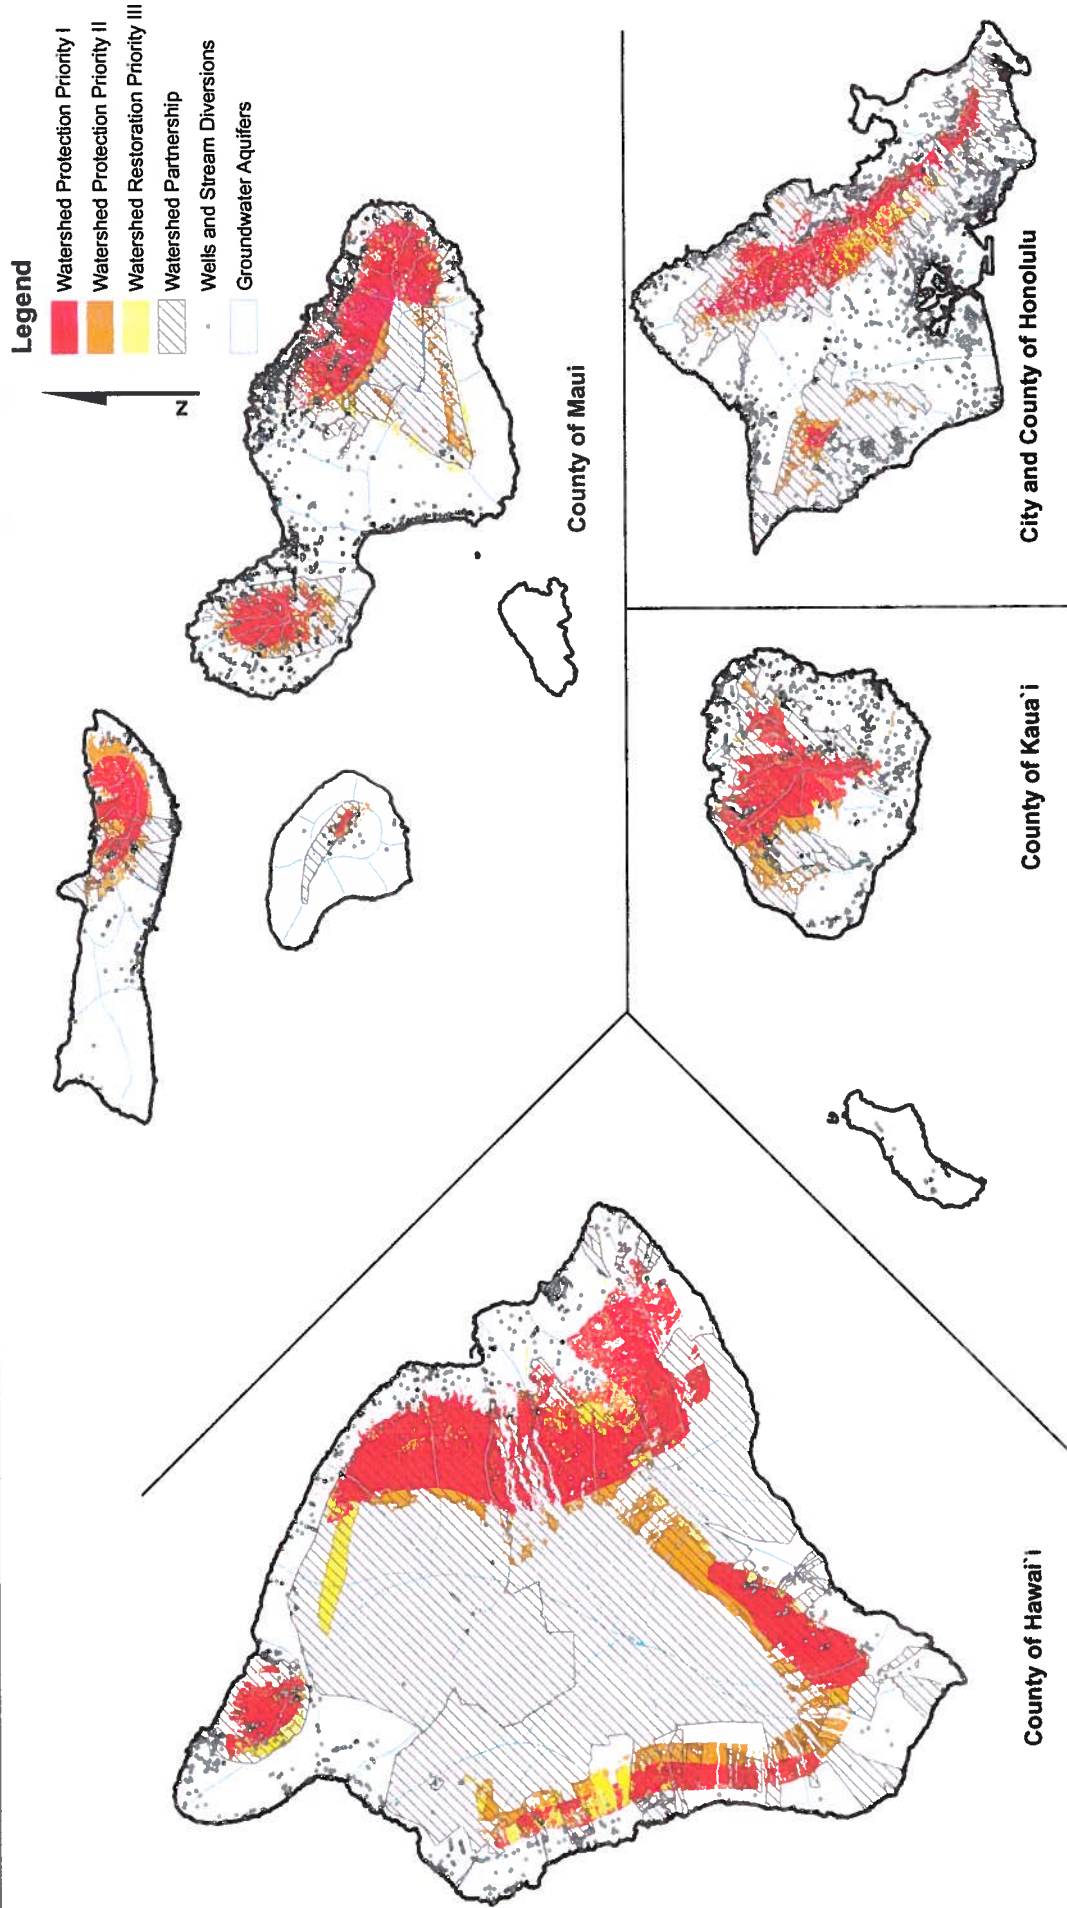 Legend
Watershed Protection Priority I
Watershed Protection Priority II
Watershed Restoration Priority III
Watershed Partnership
Wells and Stream Diversions
Groundwater Aquifers
N
County of Maui
City and County of Honolulu
County of Kaua`i
County of Hawai`i